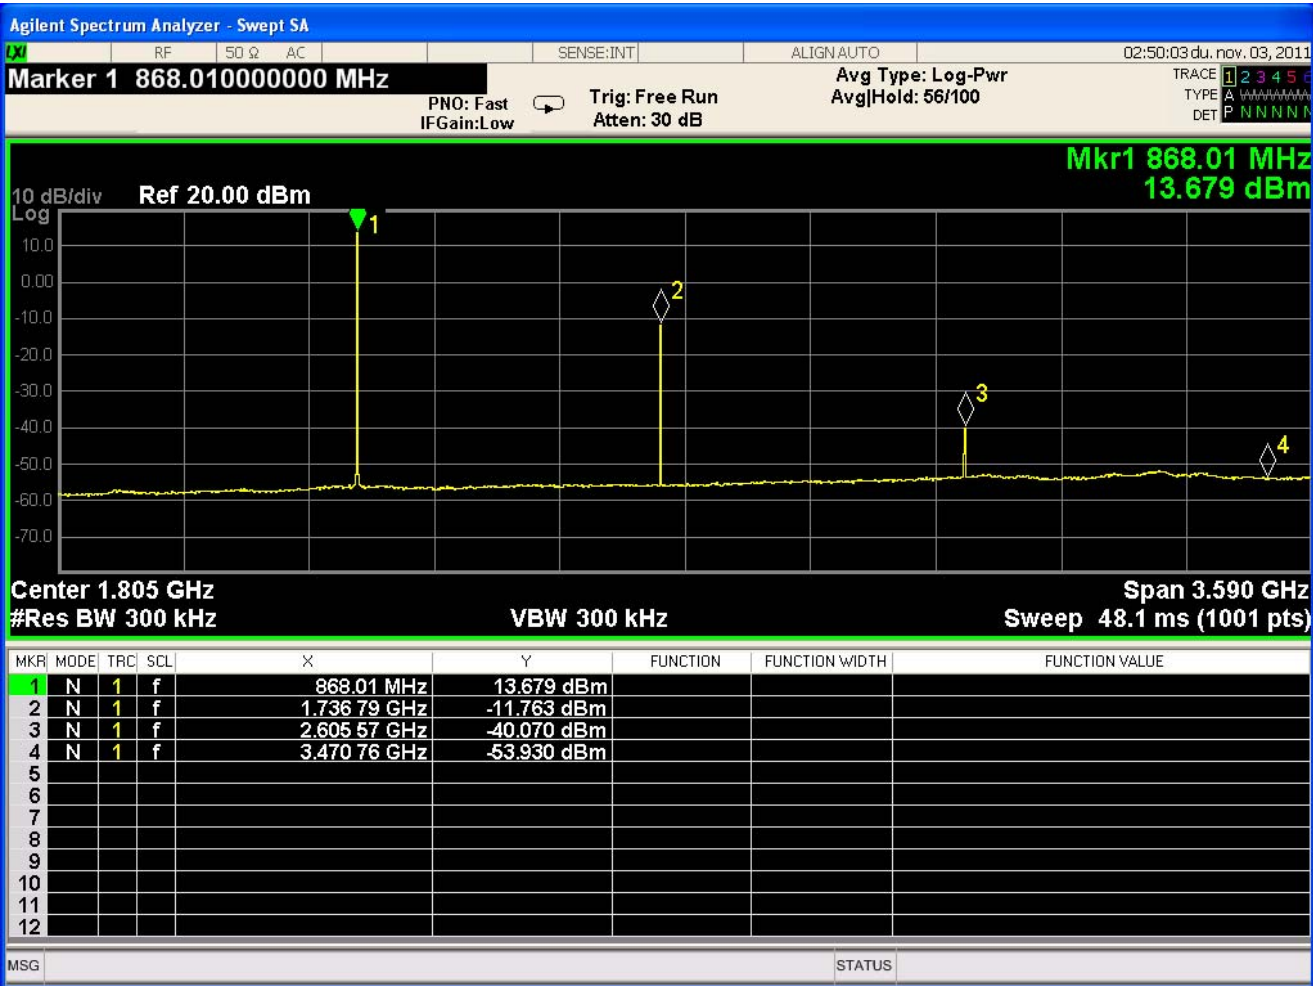 Agilent Spectrum Analyzer - Swept SA
LXI RF 50 Ω AC SENSE:INT ALIGN AUTO 02:50:03 du. nov. 03, 2011
Marker 1 868.010000000 MHz
PNO: Fast
IFGain:Low
Trig: Free Run
Atten: 30 dB
Avg Type: Log-Pwr
Avg|Hold: 56/100
TRACE 1 2 3 4 5 6
TYPE A
DET P N N N N N
Mkr1 868.01 MHz
13.679 dBm
10 dB/div Ref 20.00 dBm
Log
1
10.0
0.00
2
-10.0
-20.0
-30.0
3
-40.0
4
-50.0
-60.0
-70.0
Center 1.805 GHz Span 3.590 GHz
#Res BW 300 kHz VBW 300 kHz Sweep 48.1 ms (1001 pts)
MKR MODE TRC SCL X Y FUNCTION FUNCTION WIDTH FUNCTION VALUE
1 N 1 f 868.01 MHz 13.679 dBm
2 N 1 f 1.736 79 GHz -11.763 dBm
3 N 1 f 2.605 57 GHz -40.070 dBm
4 N 1 f 3.470 76 GHz -53.930 dBm
5
6
7
8
9
10
11
12
MSG STATUS